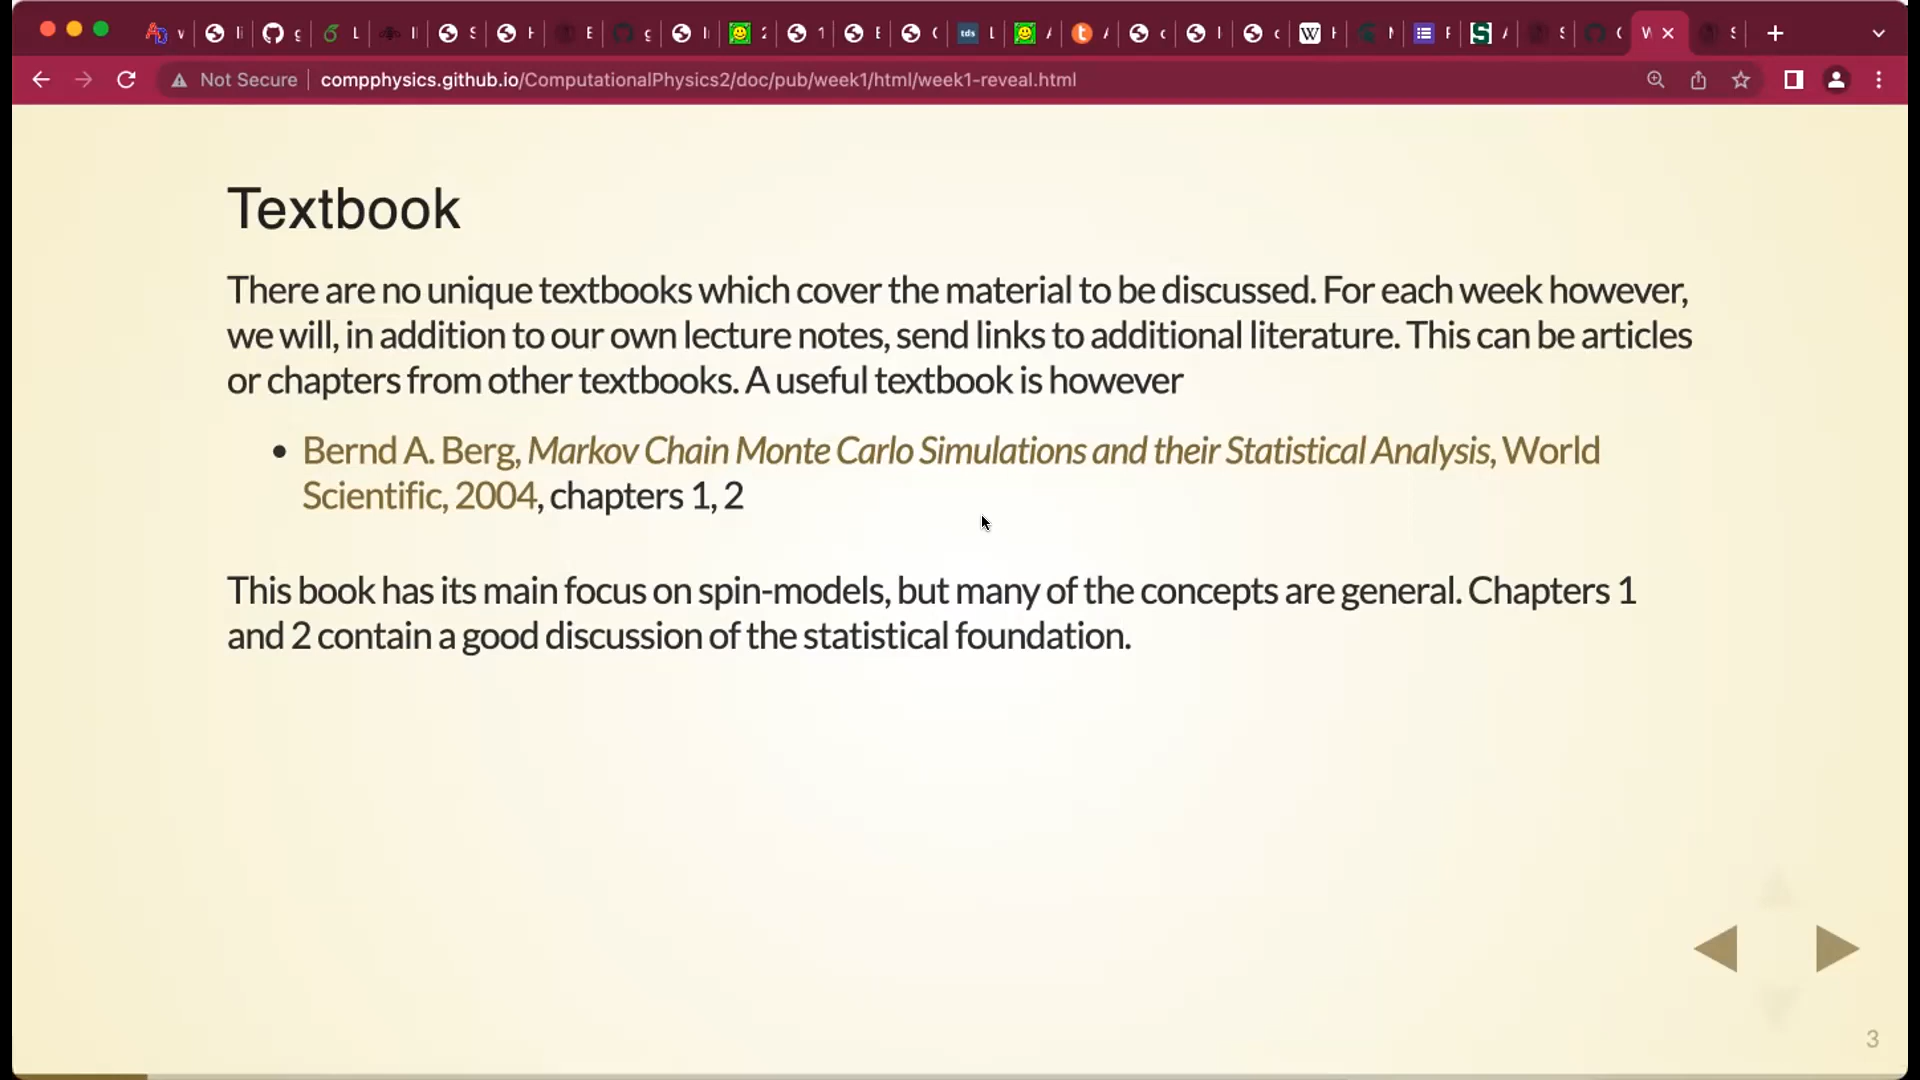 Not Secure compphysics.github.io/ComputationalPhysics2/doc/pub/week1/html/week1-reveal.html
Textbook
There are no unique textbooks which cover the material to be discussed. For each week however,
we will, in addition to our own lecture notes, send links to additional literature. This can be articles
or chapters from other textbooks. A useful textbook is however
• Bernd A. Berg, Markov Chain Monte Carlo Simulations and their Statistical Analysis, World
Scientific, 2004, chapters 1, 2
This book has its main focus on spin-models, but many of the concepts are general. Chapters 1
and 2 contain a good discussion of the statistical foundation.
3